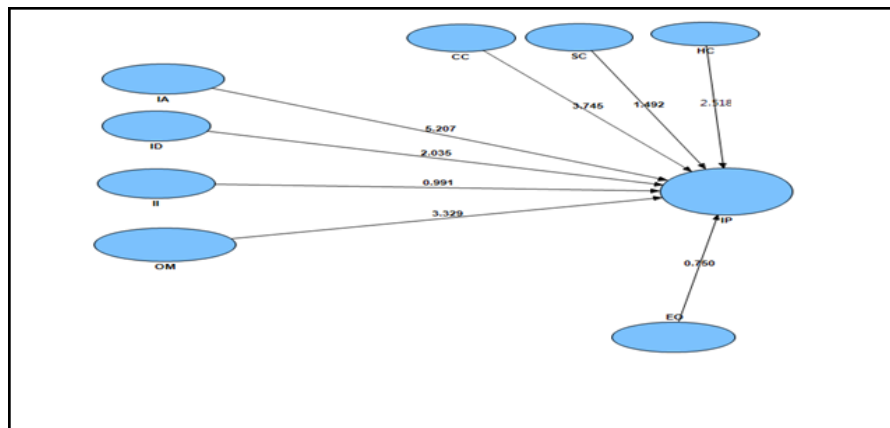 CC
SC
HC
IA
3.745
1.492
2.518
5.207
ID
2.035
II
0.991
OM
3.329
IP
0.750
EO